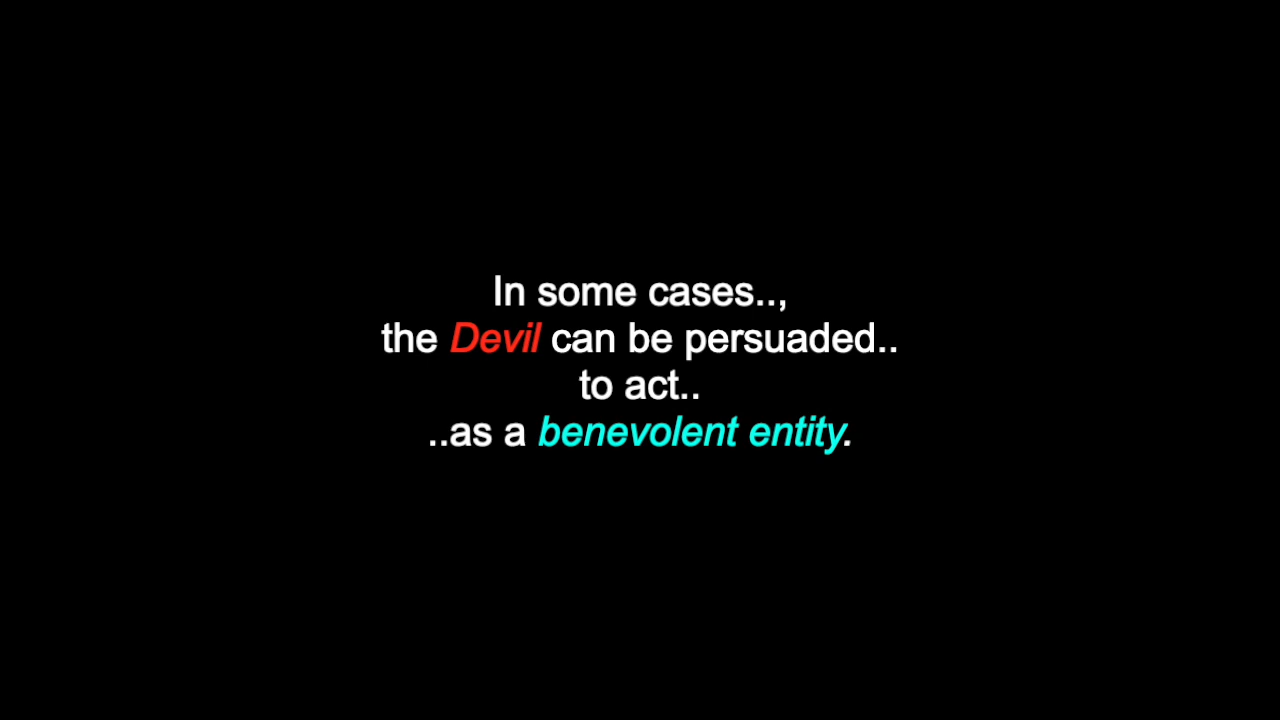 In some cases..,
the Devil can be persuaded..
to act..
..as a benevolent entity.